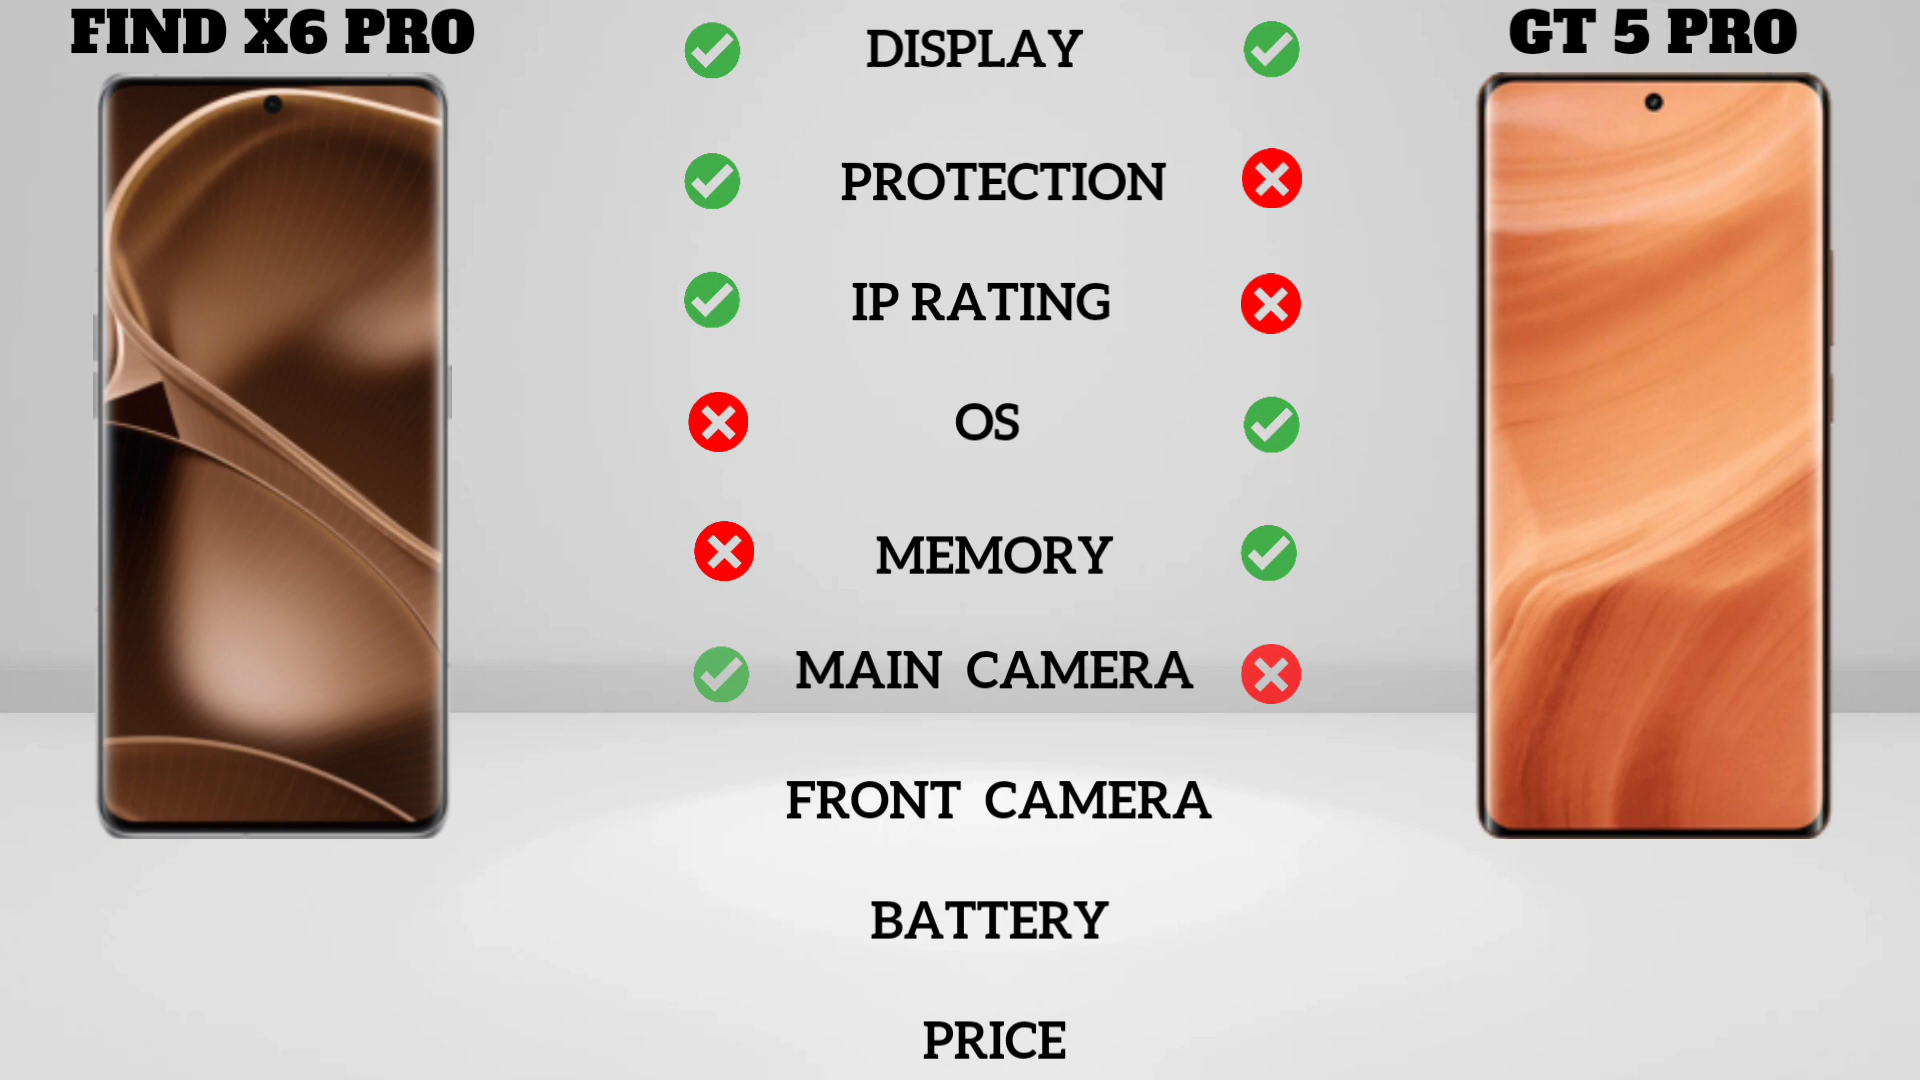 FIND X6 PRO
GT 5 PRO
DISPLAY
PROTECTION
IP RATING
OS
MEMORY
MAIN CAMERA
FRONT CAMERA
BATTERY
PRICE